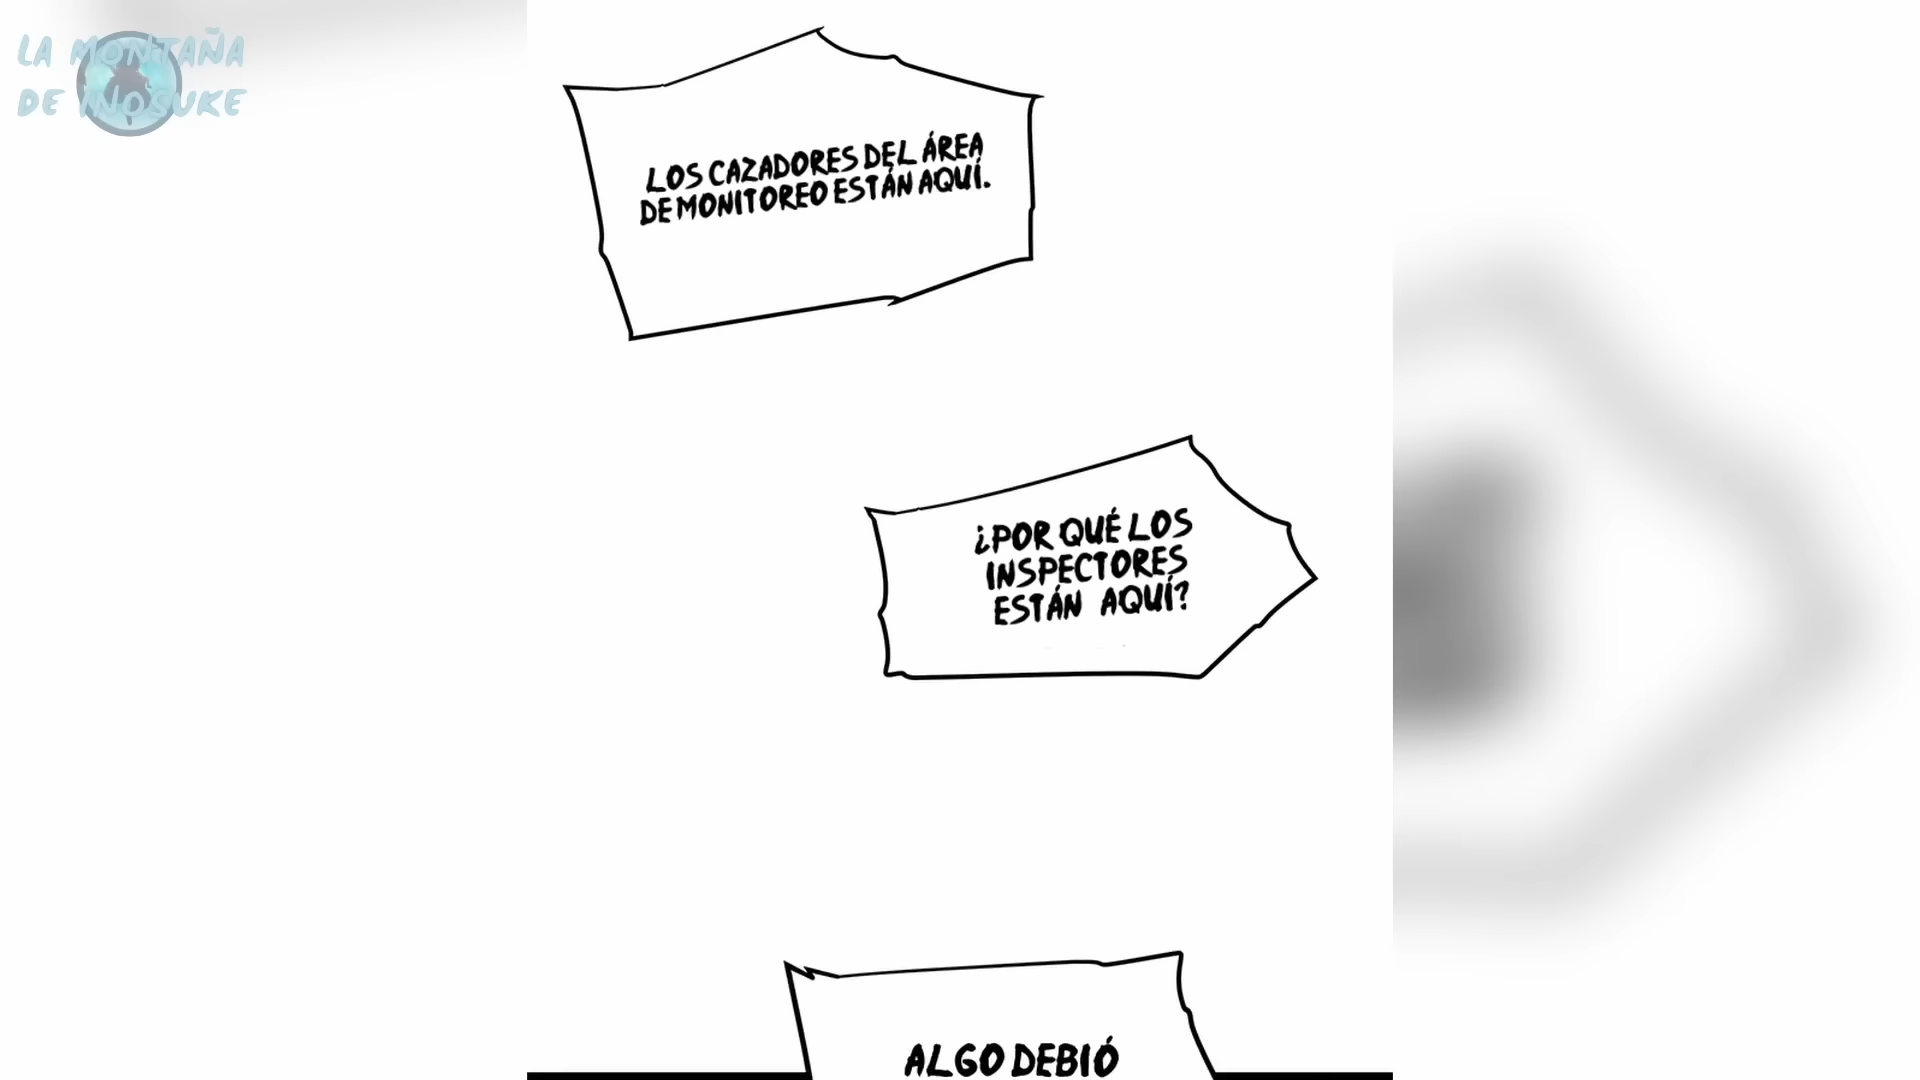 LA MONTAÑA
DE INOSUKE
LOS CAZADORES DEL ÁREA
DE MONITOREO ESTÁN AQUÍ.
¿POR QUÉ LOS
INSPECTORES
ESTÁN AQUÍ?
ALGO DEBIÓ